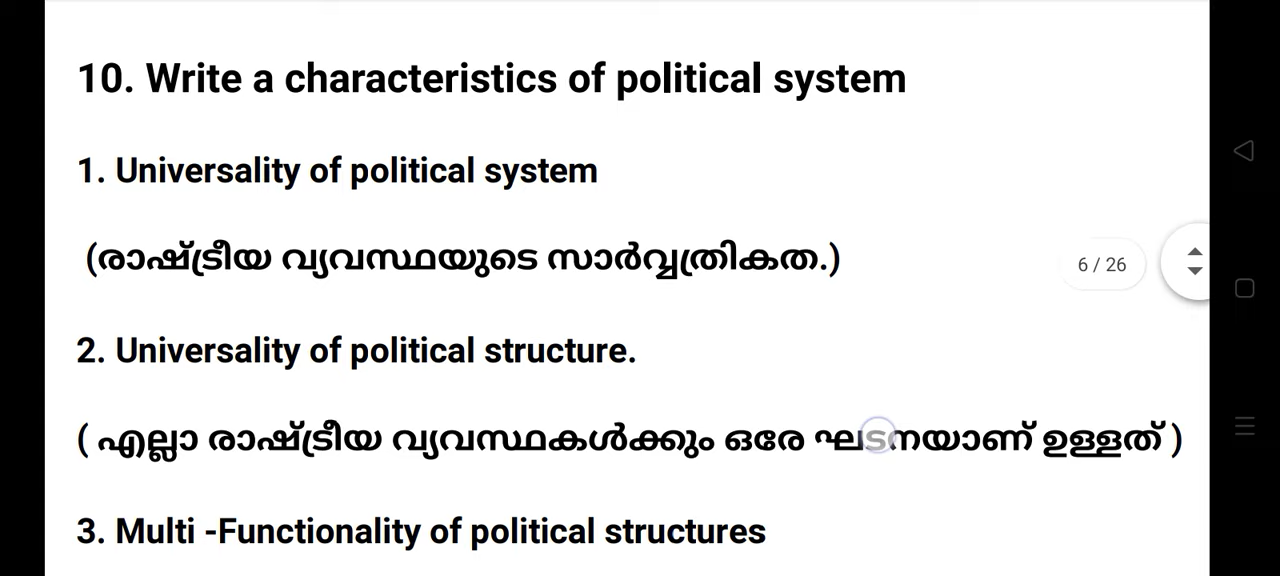 10. Write a characteristics of political system
1. Universality of political system
(രാഷ്ട്രീയ വ്യവസ്ഥയുടെ സാർവ്വത്രികത.)
6 / 26
2. Universality of political structure.
( എല്ലാ രാഷ്ട്രീയ വ്യവസ്ഥകൾക്കും ഒരേ ഘടനയാണ് ഉള്ളത് )
3. Multi -Functionality of political structures